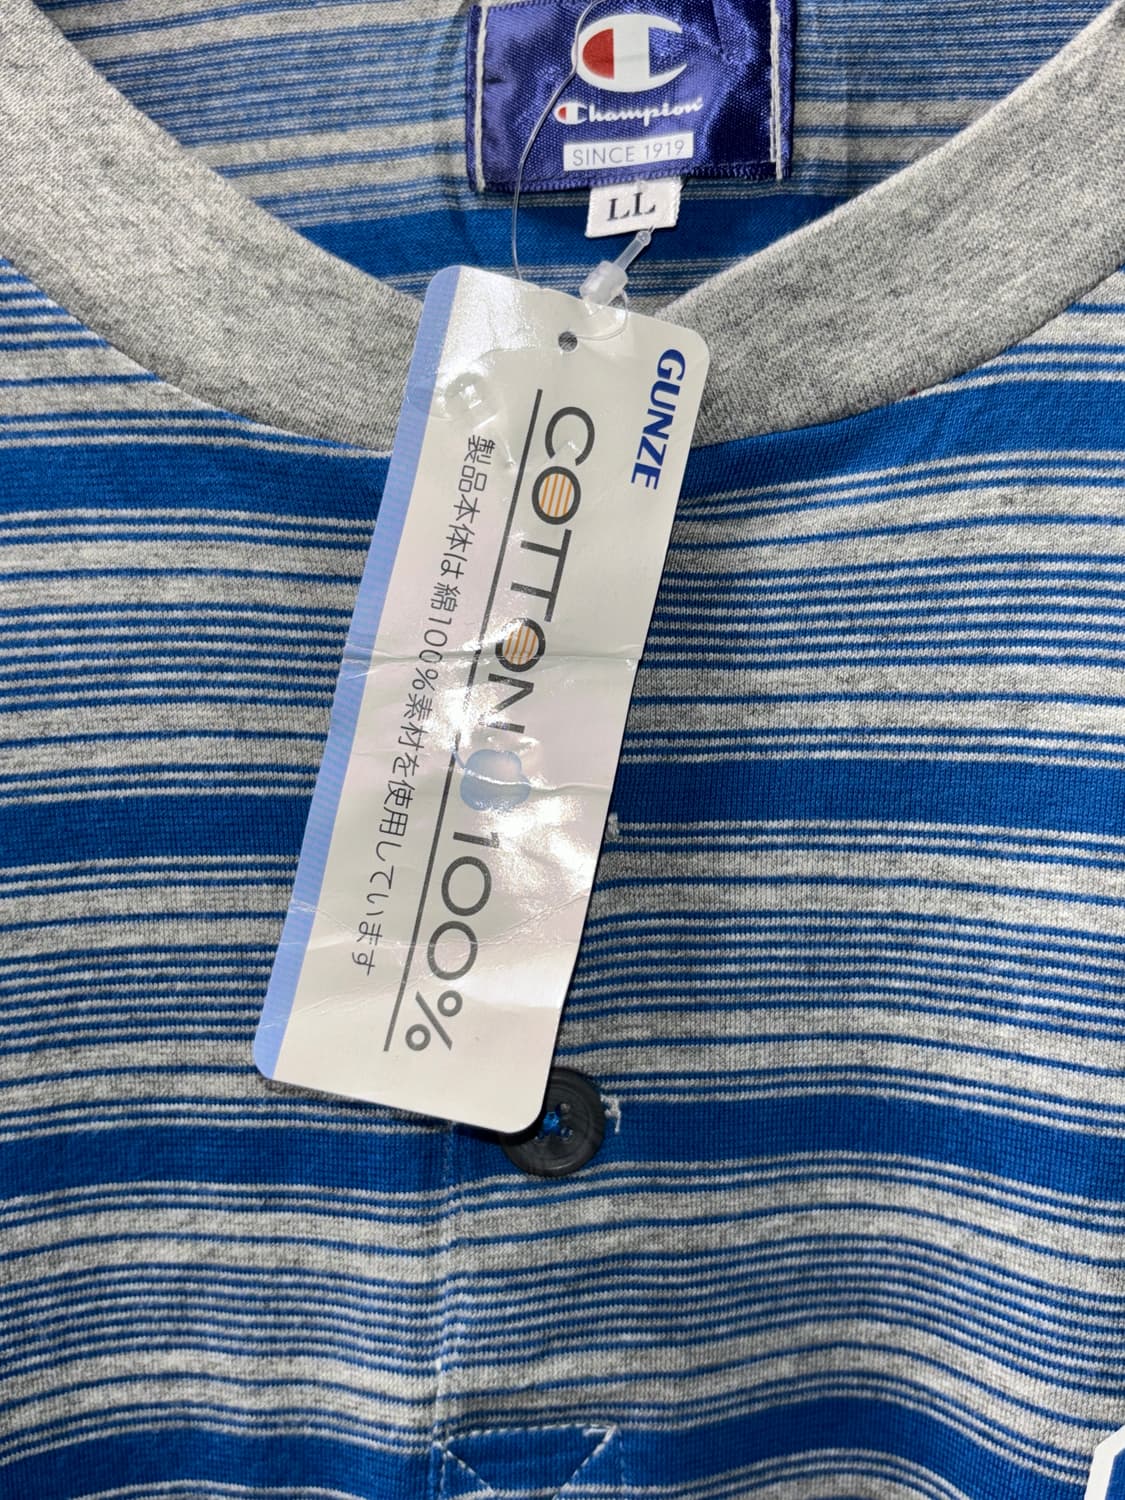 Champion
SINCE 1919
LL
GUNZE
COTTON 100%
製品本体は綿100%素材を使用しています